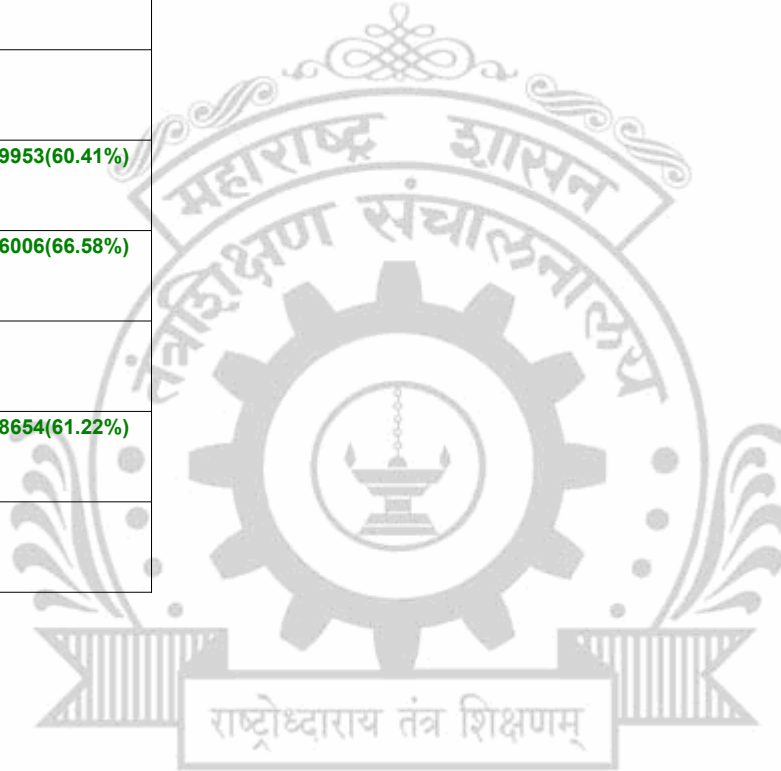 महाराष्ट्र शासन
9953(60.41%)
तंत्रशिक्षण संचालनालय
6006(66.58%)
8654(61.22%)
राष्ट्रोध्दाराय तंत्र शिक्षणम्